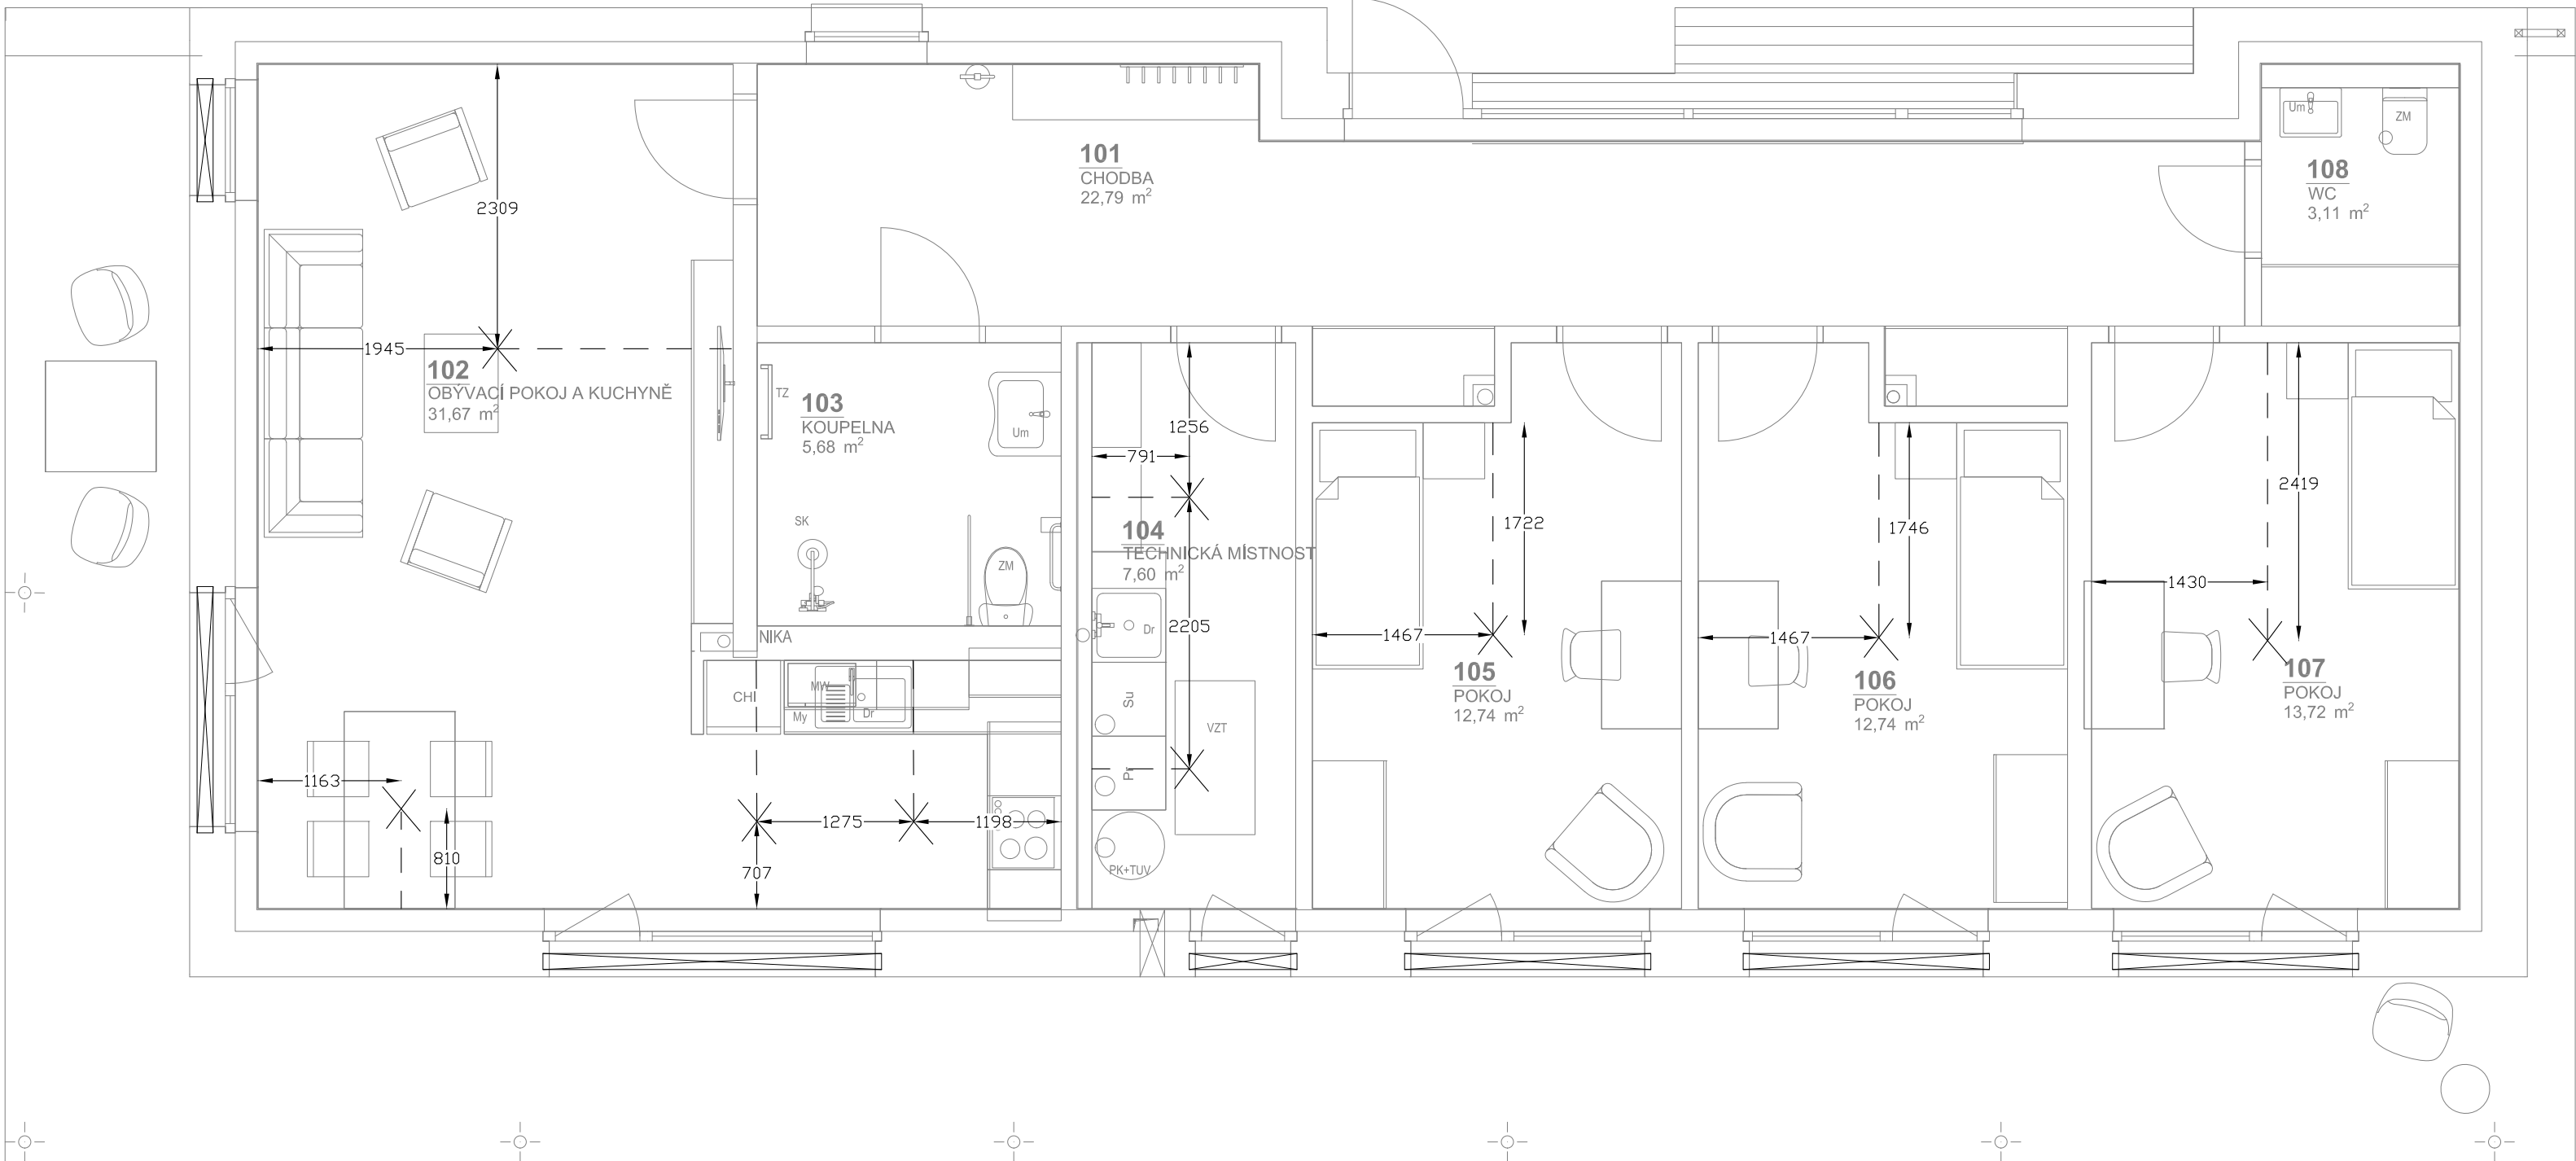 101
CHODBA
22,79 m²
Um
ZM
108
WC
3,11 m²
2309
1945
102
OBÝVACÍ POKOJ A KUCHYNĚ
31,67 m²
TZ
103
KOUPELNA
5,68 m²
Um
SK
ZM
NIKA
1256
791
104
TECHNICKÁ MÍSTNOST
7,60 m²
Dr
2205
Su
Pr
VZT
PK+TUV
CHl
MW
My
Dr
1163
810
1275
1198
707
1722
1467
105
POKOJ
12,74 m²
1746
1467
106
POKOJ
12,74 m²
2419
1430
107
POKOJ
13,72 m²